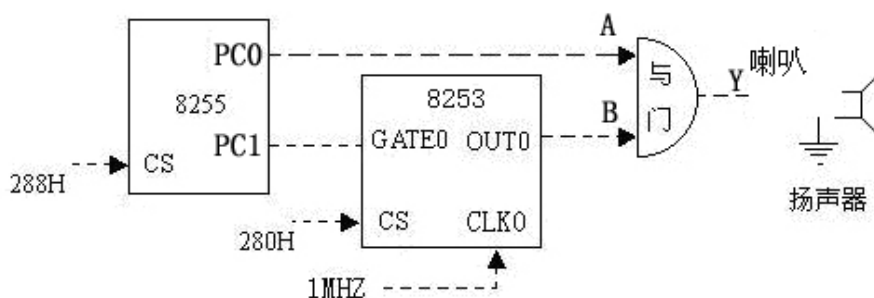 A
PC0
8255
PC1
CS
288H
8253
GATE0 OUT0
CS CLK0
280H
1MHZ
B
与
门
Y
喇叭
扬声器